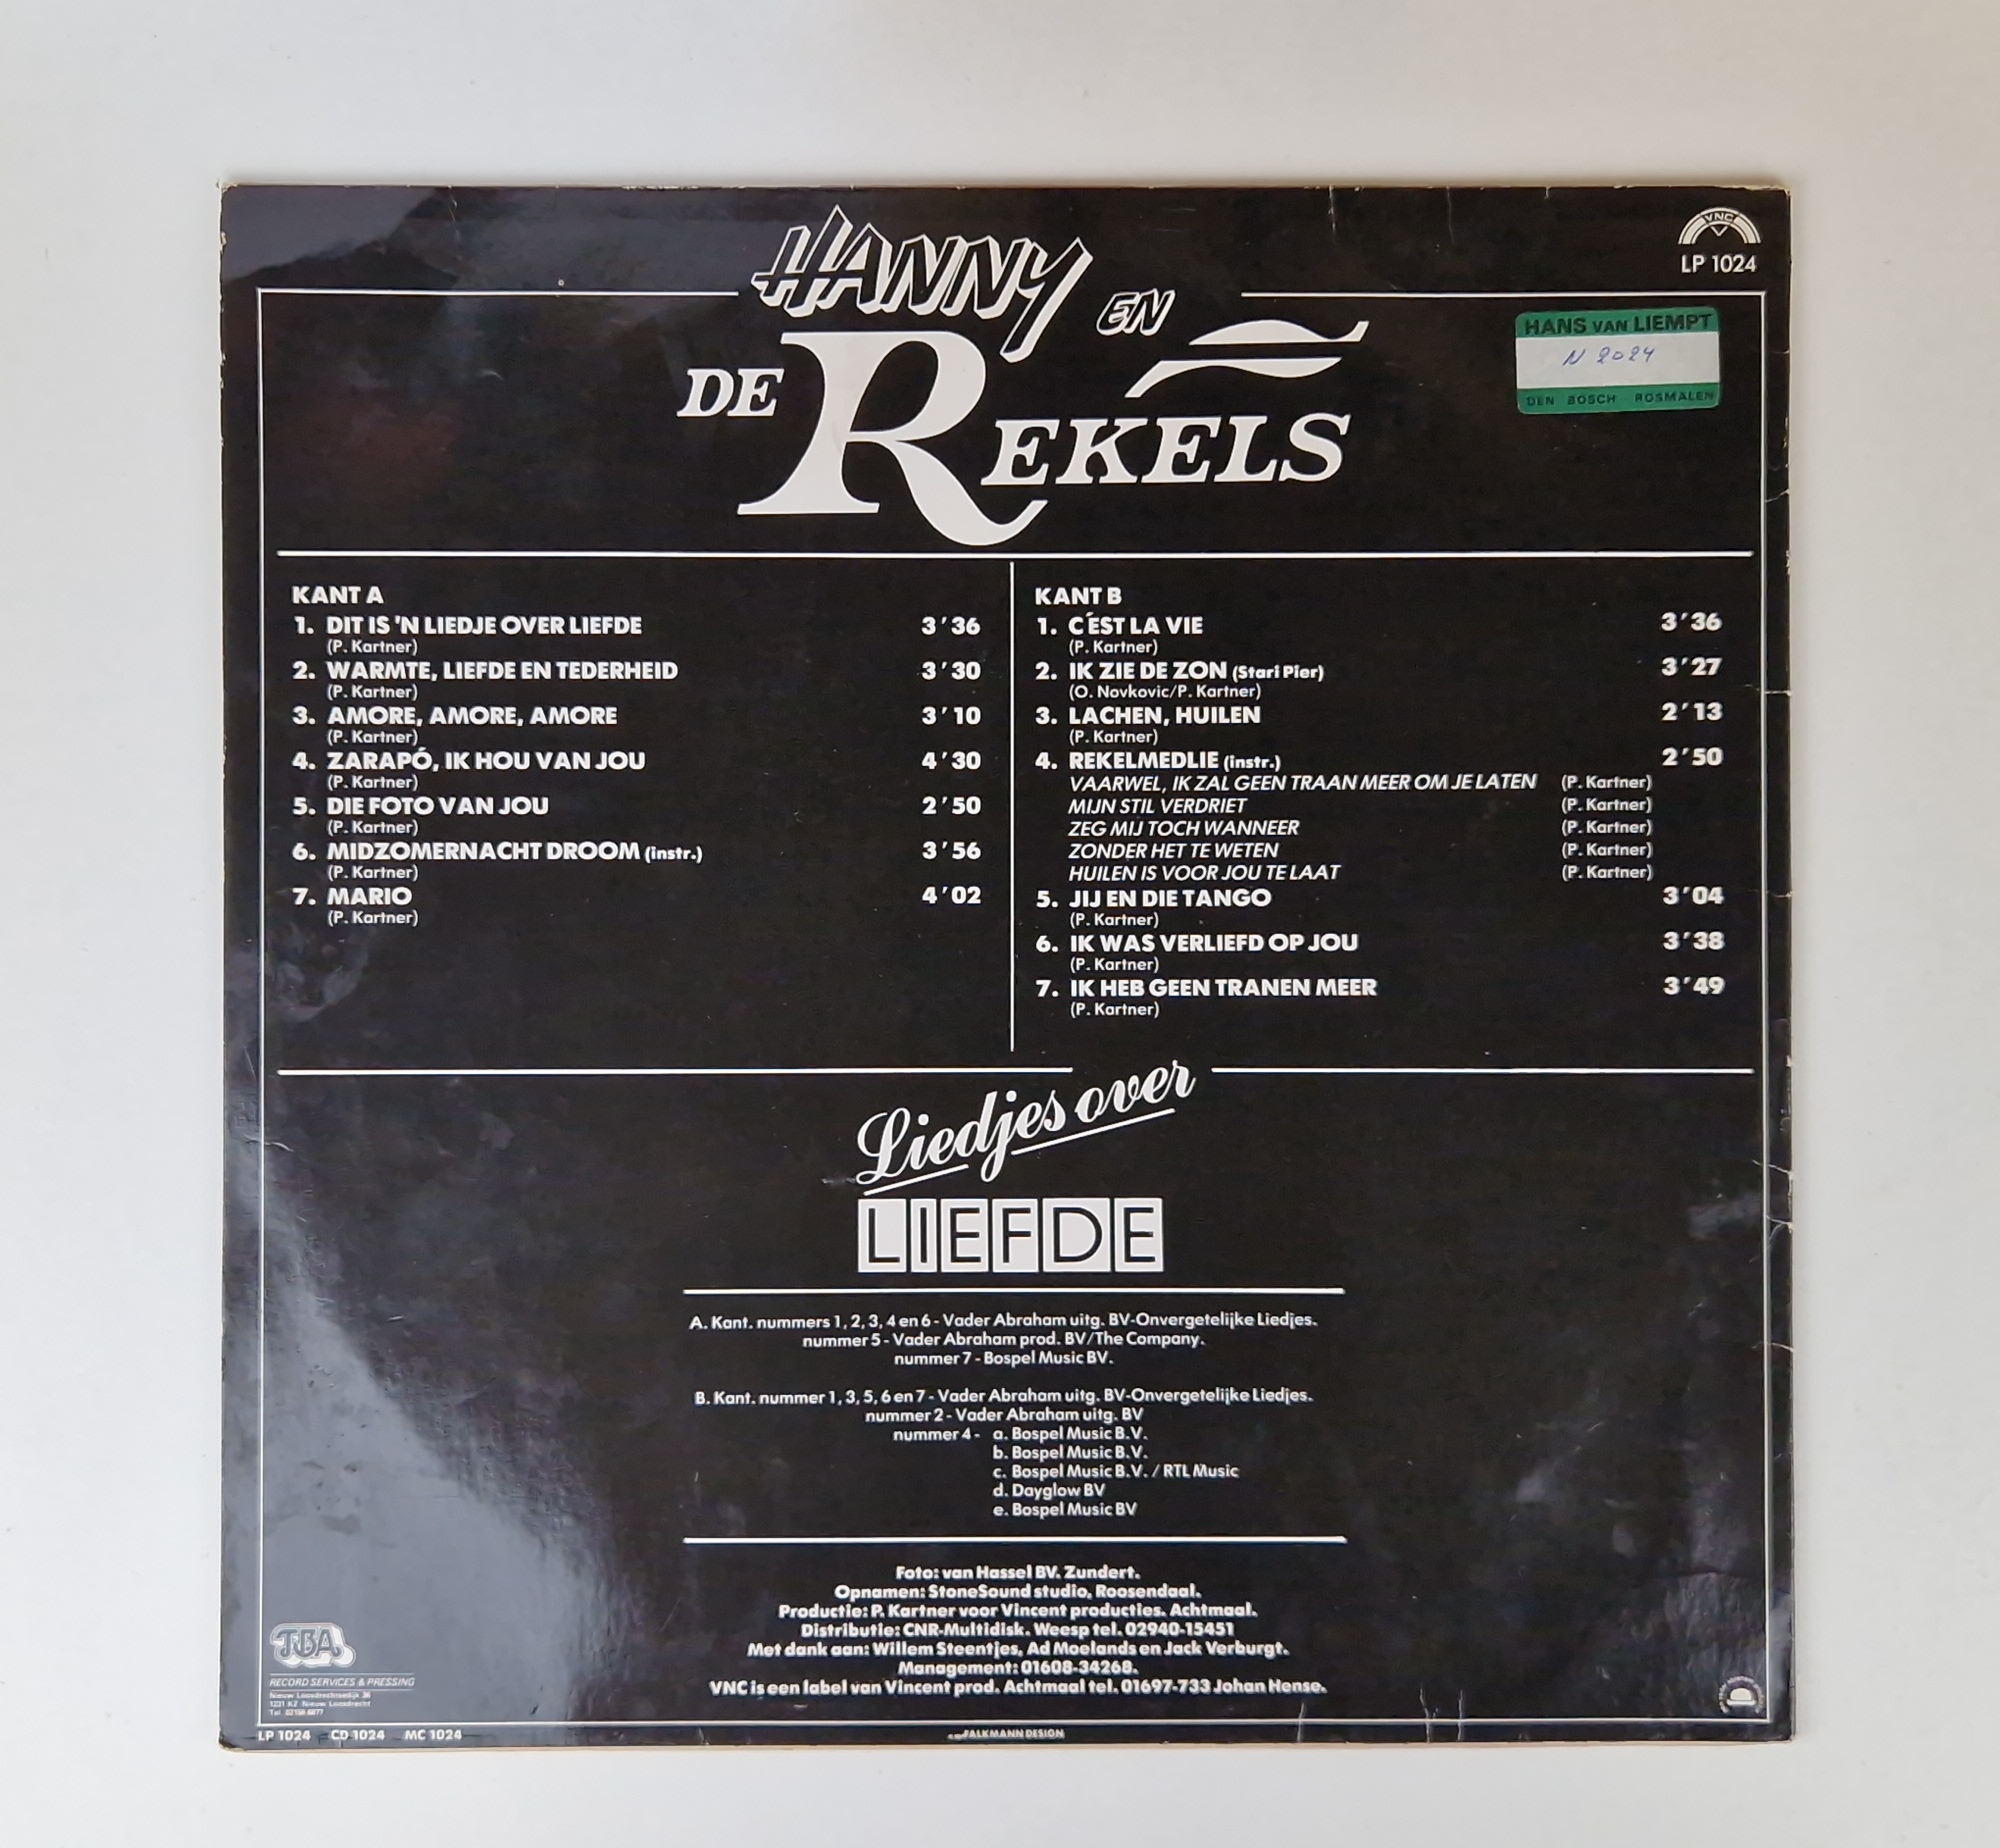 HANNY EN
DE REKELS
VNC
LP 1024
HANS VAN LIEMPT
N 2024
DEN BOSCH ROSMALEN
KANT A
1. DIT IS 'N LIEDJE OVER LIEFDE 3'36
(P. Kartner)
2. WARMTE, LIEFDE EN TEDERHEID 3'30
(P. Kartner)
3. AMORE, AMORE, AMORE 3'10
(P. Kartner)
4. ZARAPÓ, IK HOU VAN JOU 4'30
(P. Kartner)
5. DIE FOTO VAN JOU 2'50
(P. Kartner)
6. MIDZOMERNACHT DROOM (instr.) 3'56
(P. Kartner)
7. MARIO 4'02
(P. Kartner)
KANT B
1. C'EST LA VIE 3'36
(P. Kartner)
2. IK ZIE DE ZON (Stari Pier) 3'27
(O. Novkovic/P. Kartner)
3. LACHEN, HUILEN 2'13
(P. Kartner)
4. REKELMEDLIE (instr.) 2'50
VAARWEL, IK ZAL GEEN TRAAN MEER OM JE LATEN (P. Kartner)
MIJN STIL VERDRIET (P. Kartner)
ZEG MIJ TOCH WANNEER (P. Kartner)
ZONDER HET TE WETEN (P. Kartner)
HUILEN IS VOOR JOU TE LAAT (P. Kartner)
5. JIJ EN DIE TANGO 3'04
(P. Kartner)
6. IK WAS VERLIEFD OP JOU 3'38
(P. Kartner)
7. IK HEB GEEN TRANEN MEER 3'49
(P. Kartner)
Liedjes over
LIEFDE
A. Kant. nummers 1, 2, 3, 4 en 6 - Vader Abraham uitg. BV-Onvergetelijke Liedjes.
nummer 5 - Vader Abraham prod. BV/The Company.
nummer 7 - Bospel Music BV.
B. Kant. nummer 1, 3, 5, 6 en 7 - Vader Abraham uitg. BV-Onvergetelijke Liedjes.
nummer 2 - Vader Abraham uitg. BV
nummer 4 - a. Bospel Music B.V.
b. Bospel Music B.V.
c. Bospel Music B.V. / RTL Music
d. Dayglow BV
e. Bospel Music BV
Foto: van Hassel BV. Zundert.
Opnamen: StoneSound studio, Roosendaal.
Productie: P. Kartner voor Vincent producties. Achtmaal.
Distributie: CNR-Multidisk. Weesp tel. 02940-15451
Met dank aan: Willem Steentjes, Ad Moelands en Jack Verburgt.
Management: 01608-34268.
VNC is een label van Vincent prod. Achtmaal tel. 01697-733 Johan Hense.
TBA
RECORD SERVICES & PRESSING
Nieuw Loosdrechtsedijk 36
1231 KZ Nieuw Loosdrecht
LP 1024 CD 1024 MC 1024
FALKMANN DESIGN